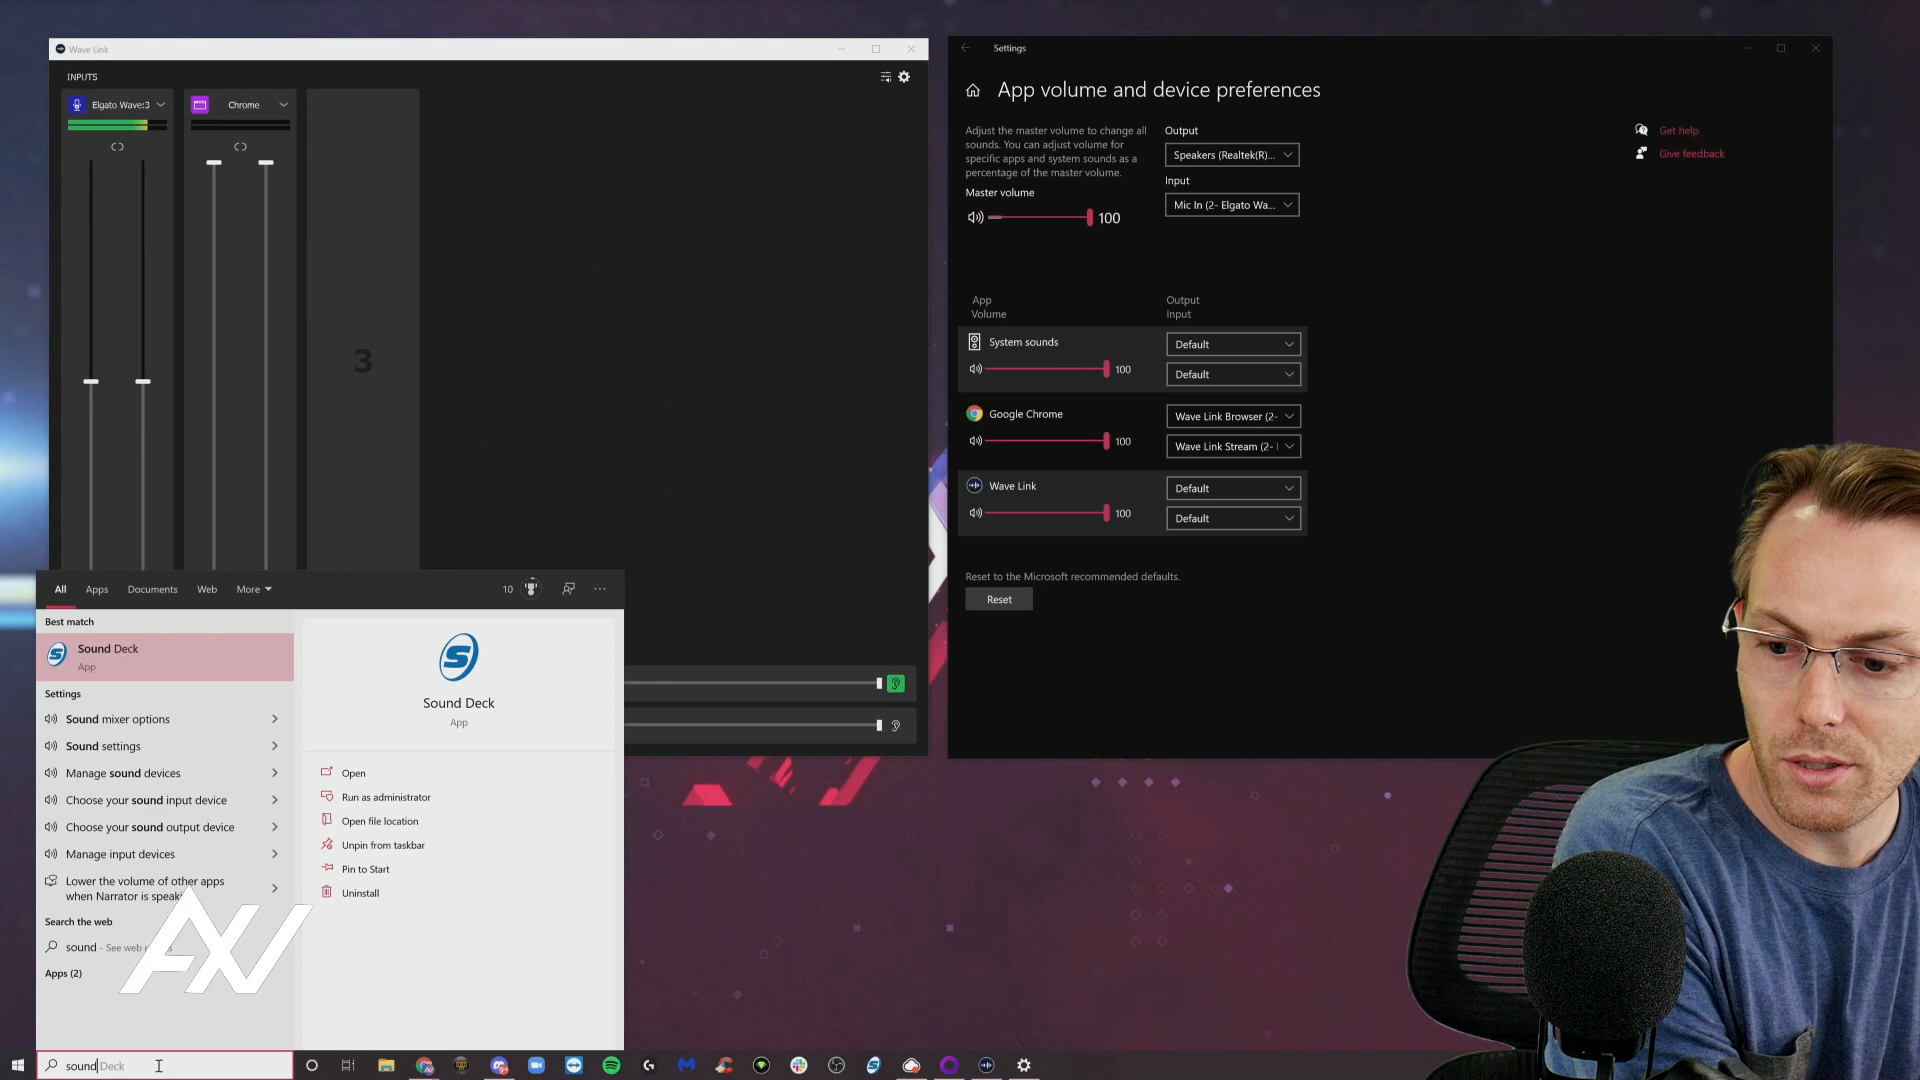 Wave Link
INPUTS
Elgato Wave:3
Chrome
3
Settings
App volume and device preferences
Adjust the master volume to change all
sounds. You can adjust volume for
specific apps and system sounds as a
percentage of the master volume.
Master volume
100
Output
Speakers (Realtek(R)...
Input
Mic In (2- Elgato Wa...
Get help
Give feedback
App
Volume
Output
Input
System sounds
100
Default
Default
Google Chrome
100
Wave Link Browser (2-
Wave Link Stream (2-
Wave Link
100
Default
Default
Reset to the Microsoft recommended defaults.
Reset
All Apps Documents Web More
10
Best match
Sound Deck
App
Settings
Sound mixer options
Sound settings
Manage sound devices
Choose your sound input device
Choose your sound output device
Manage input devices
Lower the volume of other apps
when Narrator is
Search the web
sound - See web
Apps (2)
Sound Deck
App
Open
Run as administrator
Open file location
Unpin from taskbar
Pin to Start
Uninstall
sound Deck